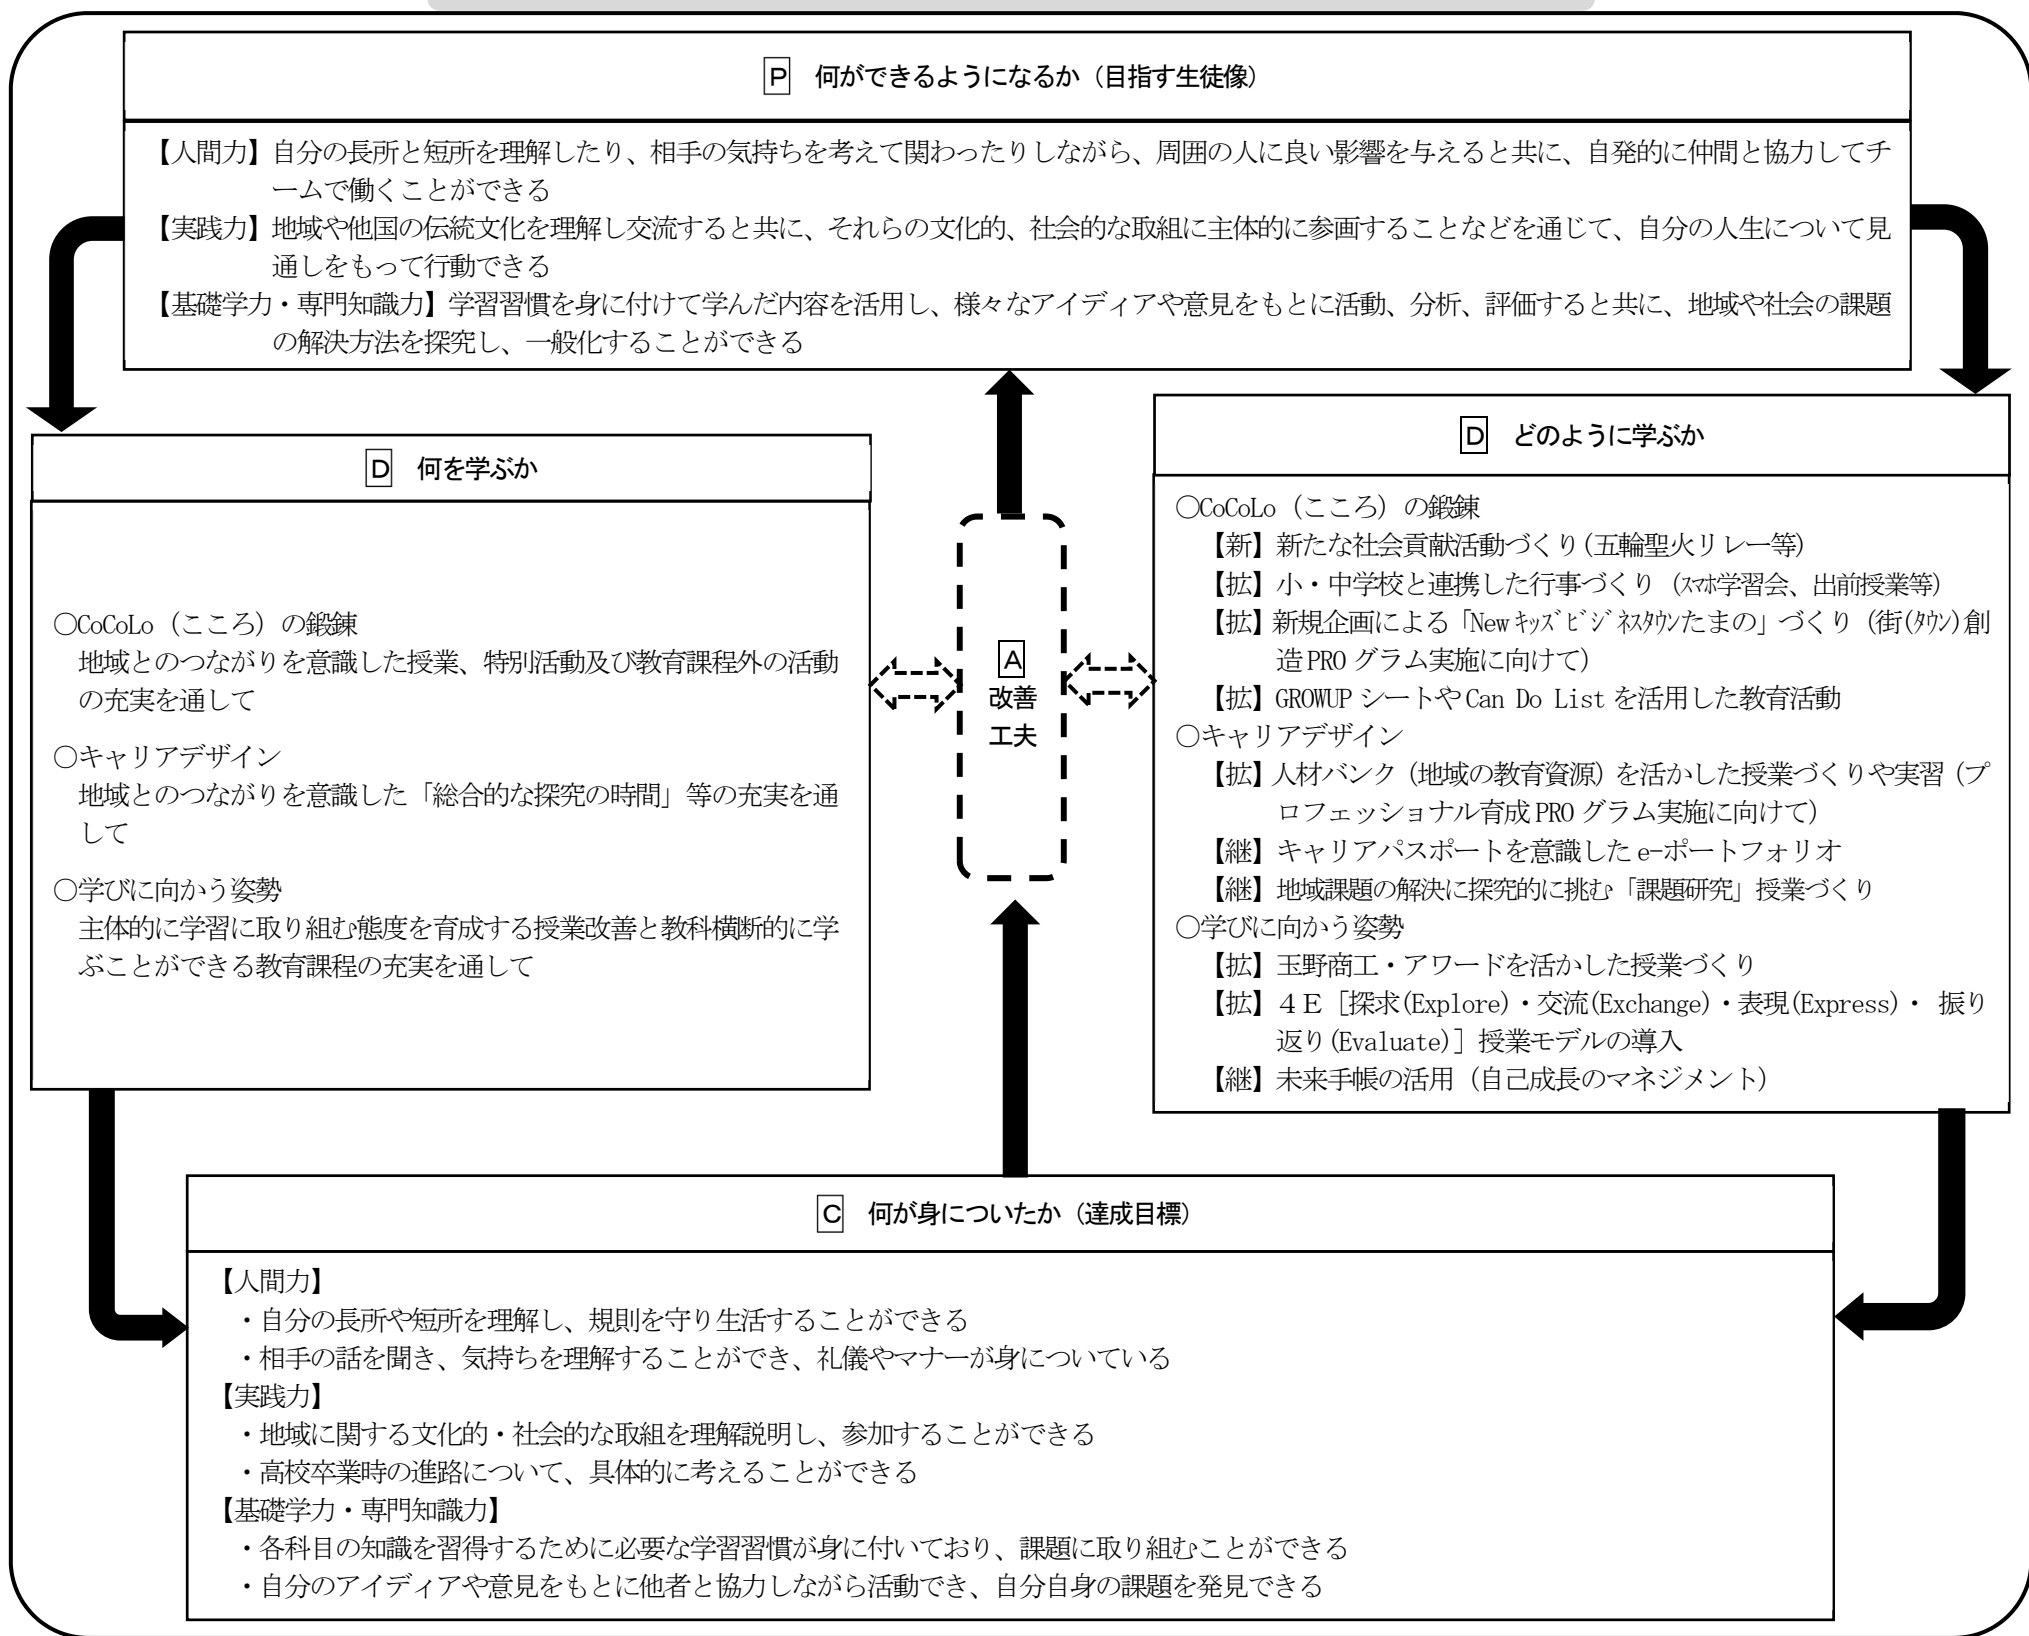 P 何ができるようになるか（目指す生徒像）
【人間力】自分の長所と短所を理解したり、相手の気持ちを考えて関わったりしながら、周囲の人に良い影響を与えると共に、自発的に仲間と協力してチ
ームで働くことができる
【実践力】地域や他国の伝統文化を理解し交流すると共に、それらの文化的、社会的な取組に主体的に参画することなどを通じて、自分の人生について見
通しをもって行動できる
【基礎学力・専門知識力】学習習慣を身に付けて学んだ内容を活用し、様々なアイディアや意見をもとに活動、分析、評価すると共に、地域や社会の課題
の解決方法を探究し、一般化することができる
D 何を学ぶか
○CoCoLo（こころ）の鍛錬
地域とのつながりを意識した授業、特別活動及び教育課程外の活動
の充実を通して
○キャリアデザイン
地域とのつながりを意識した「総合的な探究の時間」等の充実を通
して
○学びに向かう姿勢
主体的に学習に取り組む態度を育成する授業改善と教科横断的に学
ぶことができる教育課程の充実を通して
A
改善
工夫
D どのように学ぶか
○CoCoLo（こころ）の鍛錬
【新】新たな社会貢献活動づくり(五輪聖火リレー等)
【拡】小・中学校と連携した行事づくり（ｽﾏﾎ学習会、出前授業等）
【拡】新規企画による「Newｷｯｽﾞﾋﾞｼﾞﾈｽﾀｳﾝたまの」づくり（街(ﾀｳﾝ)創
造PROグラム実施に向けて）
【拡】GROWUPシートやCan Do Listを活用した教育活動
○キャリアデザイン
【拡】人材バンク（地域の教育資源）を活かした授業づくりや実習（プ
ロフェッショナル育成PROグラム実施に向けて）
【継】キャリアパスポートを意識したe-ポートフォリオ
【継】地域課題の解決に探究的に挑む「課題研究」授業づくり
○学びに向かう姿勢
【拡】玉野商工・アワードを活かした授業づくり
【拡】４Ｅ［探求(Explore)・交流(Exchange)・表現(Express)・ 振り
返り(Evaluate)］授業モデルの導入
【継】未来手帳の活用（自己成長のマネジメント）
C 何が身についたか（達成目標）
【人間力】
・自分の長所や短所を理解し、規則を守り生活することができる
・相手の話を聞き、気持ちを理解することができ、礼儀やマナーが身についている
【実践力】
・地域に関する文化的・社会的な取組を理解説明し、参加することができる
・高校卒業時の進路について、具体的に考えることができる
【基礎学力・専門知識力】
・各科目の知識を習得するために必要な学習習慣が身に付いており、課題に取り組むことができる
・自分のアイディアや意見をもとに他者と協力しながら活動でき、自分自身の課題を発見できる